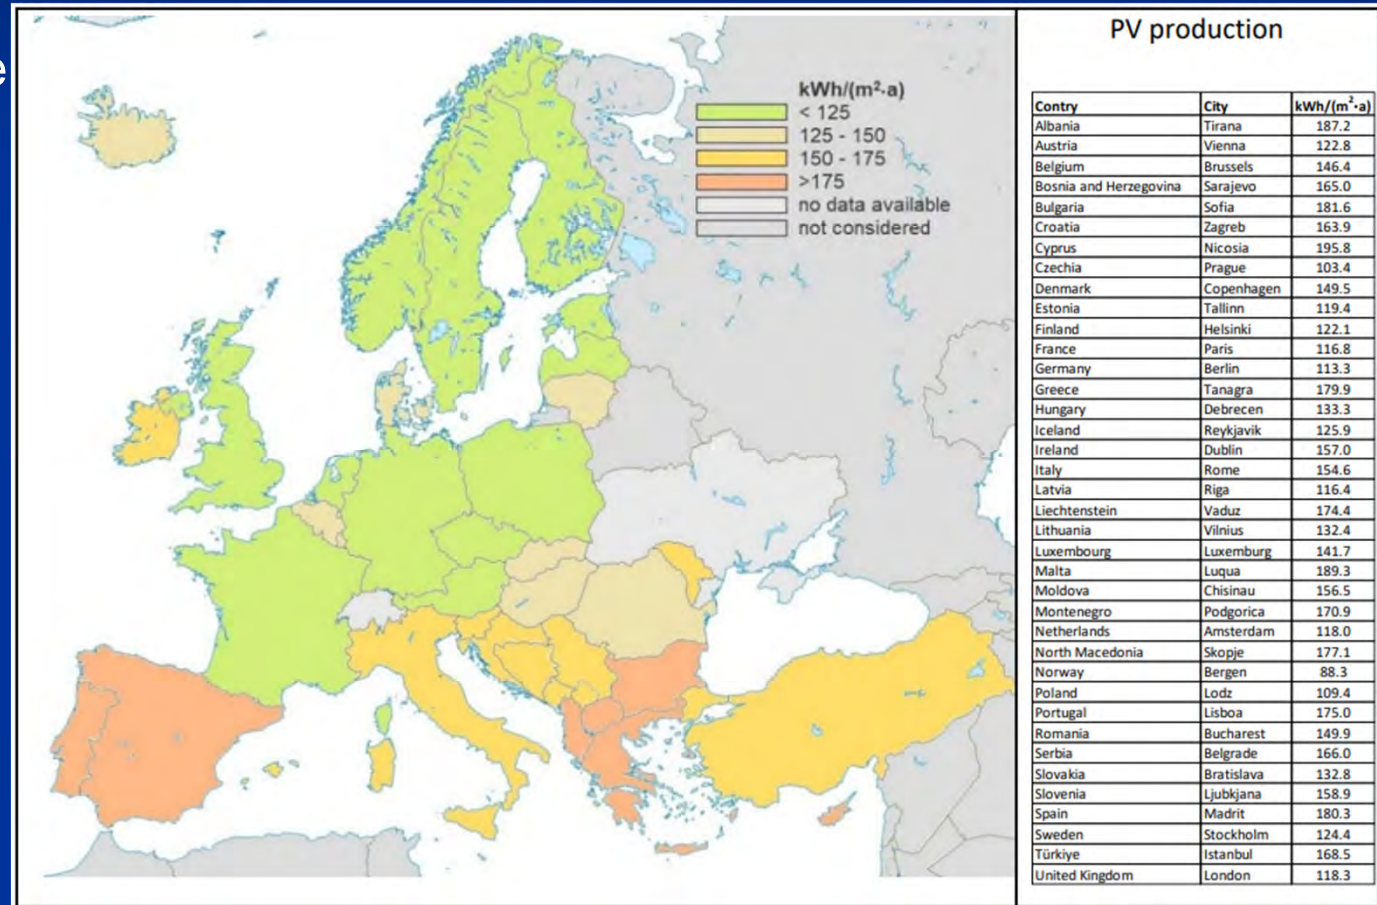 e
kWh/(m²·a)
< 125
125 - 150
150 - 175
>175
no data available
not considered
PV production
Contry City kWh/(m²·a)
Albania Tirana 187.2
Austria Vienna 122.8
Belgium Brussels 146.4
Bosnia and Herzegovina Sarajevo 165.0
Bulgaria Sofia 181.6
Croatia Zagreb 163.9
Cyprus Nicosia 195.8
Czechia Prague 103.4
Denmark Copenhagen 149.5
Estonia Tallinn 119.4
Finland Helsinki 122.1
France Paris 116.8
Germany Berlin 113.3
Greece Tanagra 179.9
Hungary Debrecen 133.3
Iceland Reykjavik 125.9
Ireland Dublin 157.0
Italy Rome 154.6
Latvia Riga 116.4
Liechtenstein Vaduz 174.4
Lithuania Vilnius 132.4
Luxembourg Luxemburg 141.7
Malta Luqua 189.3
Moldova Chisinau 156.5
Montenegro Podgorica 170.9
Netherlands Amsterdam 118.0
North Macedonia Skopje 177.1
Norway Bergen 88.3
Poland Lodz 109.4
Portugal Lisboa 175.0
Romania Bucharest 149.9
Serbia Belgrade 166.0
Slovakia Bratislava 132.8
Slovenia Ljubkjana 158.9
Spain Madrit 180.3
Sweden Stockholm 124.4
Türkiye Istanbul 168.5
United Kingdom London 118.3